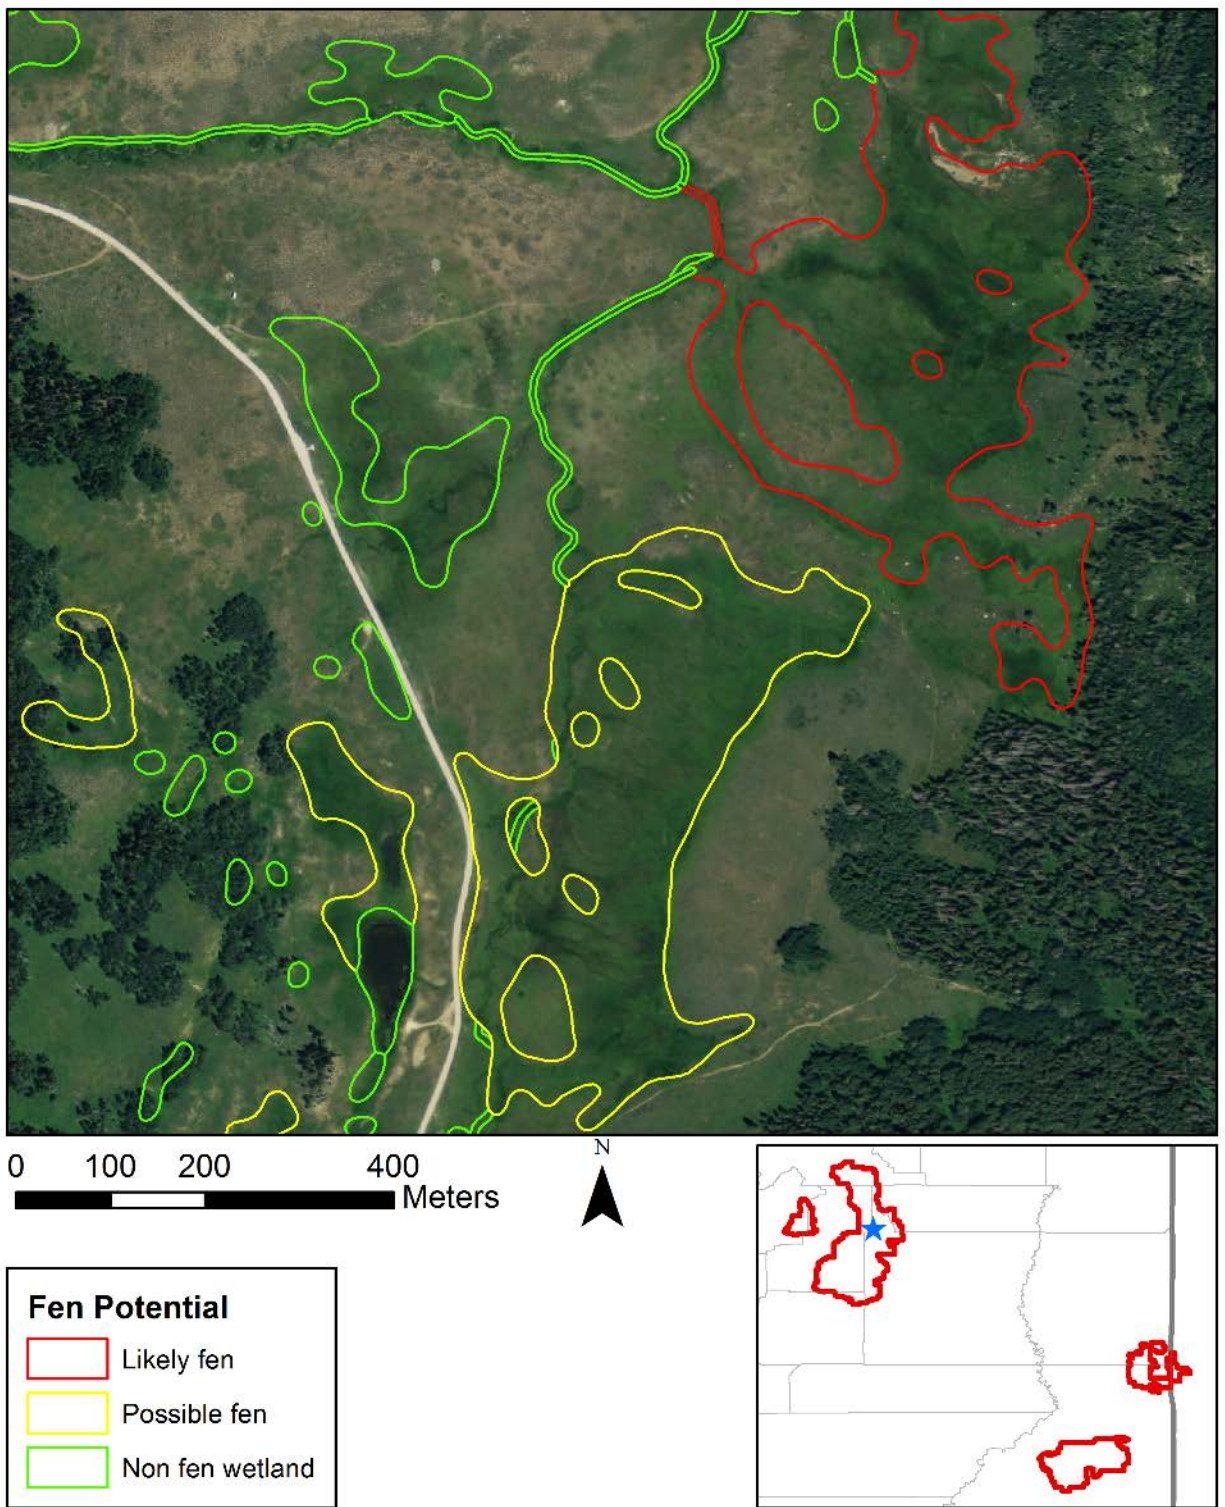 N
0 100 200 400
Meters
Fen Potential
Likely fen
Possible fen
Non fen wetland